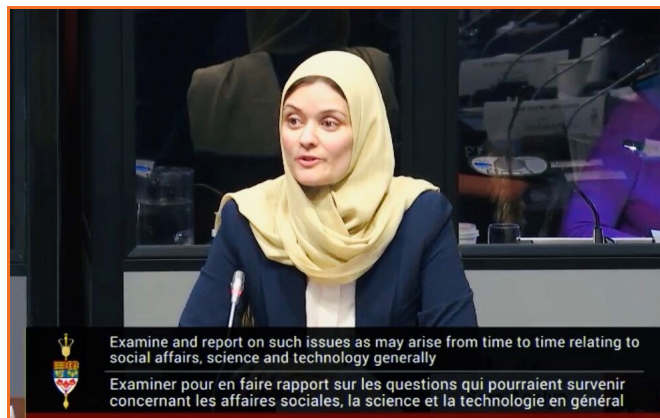 Examine and report on such issues as may arise from time to time relating to
social affairs, science and technology generally
Examiner pour en faire rapport sur les questions qui pourraient survenir
concernant les affaires sociales, la science et la technologie en général